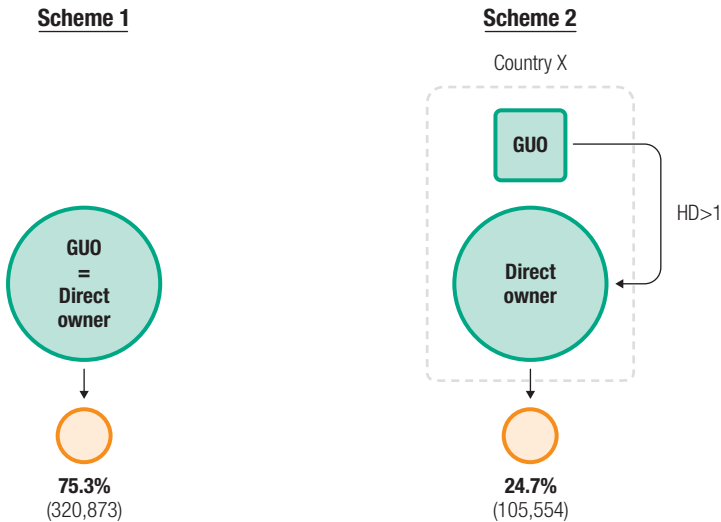 Scheme 1
GUO
=
Direct
owner
75.3%
(320,873)
Scheme 2
Country X
GUO
HD>1
Direct
owner
24.7%
(105,554)